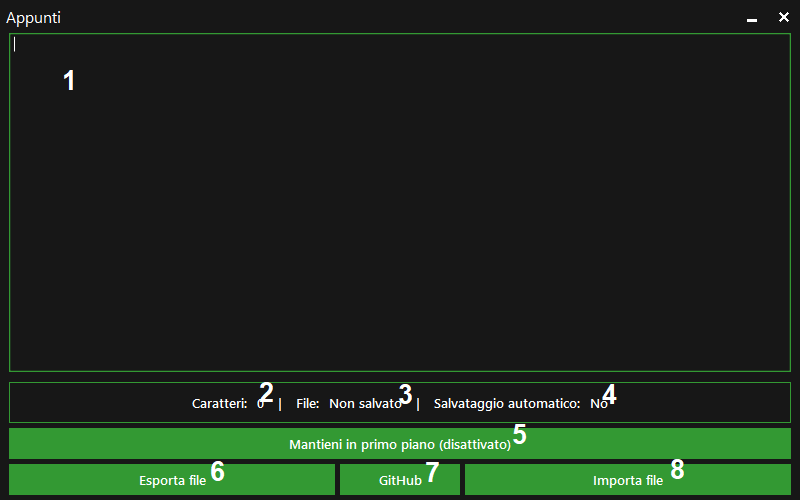 Appunti
1
Caratteri: 0 2 | File: Non salvato 3 | Salvataggio automatico: No 4
Mantieni in primo piano (disattivato) 5
Esporta file 6 GitHub 7 Importa file 8